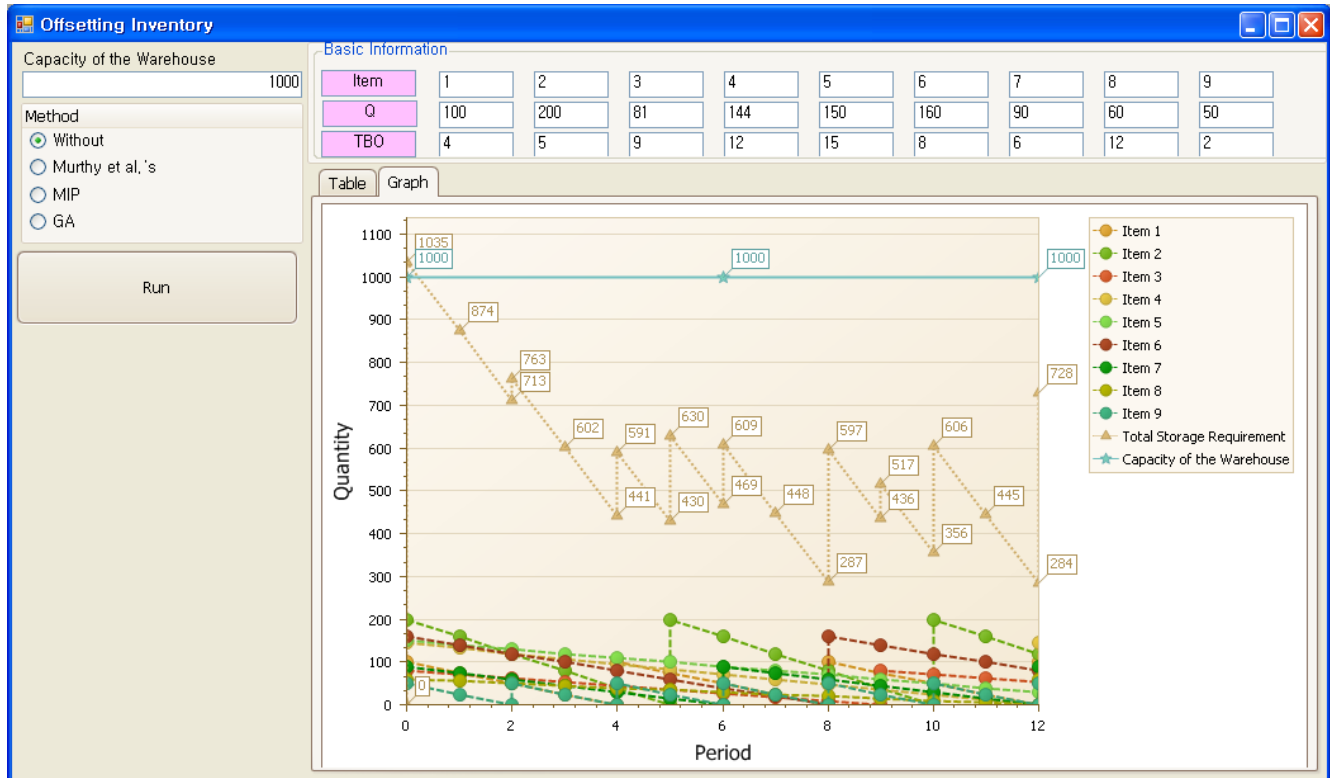 Offsetting Inventory
Capacity of the Warehouse
1000
Method
Without
Murthy et al,'s
MIP
GA
Run
Basic Information
Item 1 2 3 4 5 6 7 8 9
Q 100 200 81 144 150 160 90 60 50
TBO 4 5 9 12 15 8 6 12 2
Table Graph
Quantity
1100
1000
900
800
700
600
500
400
300
200
100
0
1035
1000 1000 1000
874
763
713
602
591
441
630
430
609
469
448
597
287
517
436
606
356
445
728
284
0
0 2 4 6 8 10 12
Period
Item 1
Item 2
Item 3
Item 4
Item 5
Item 6
Item 7
Item 8
Item 9
Total Storage Requirement
Capacity of the Warehouse